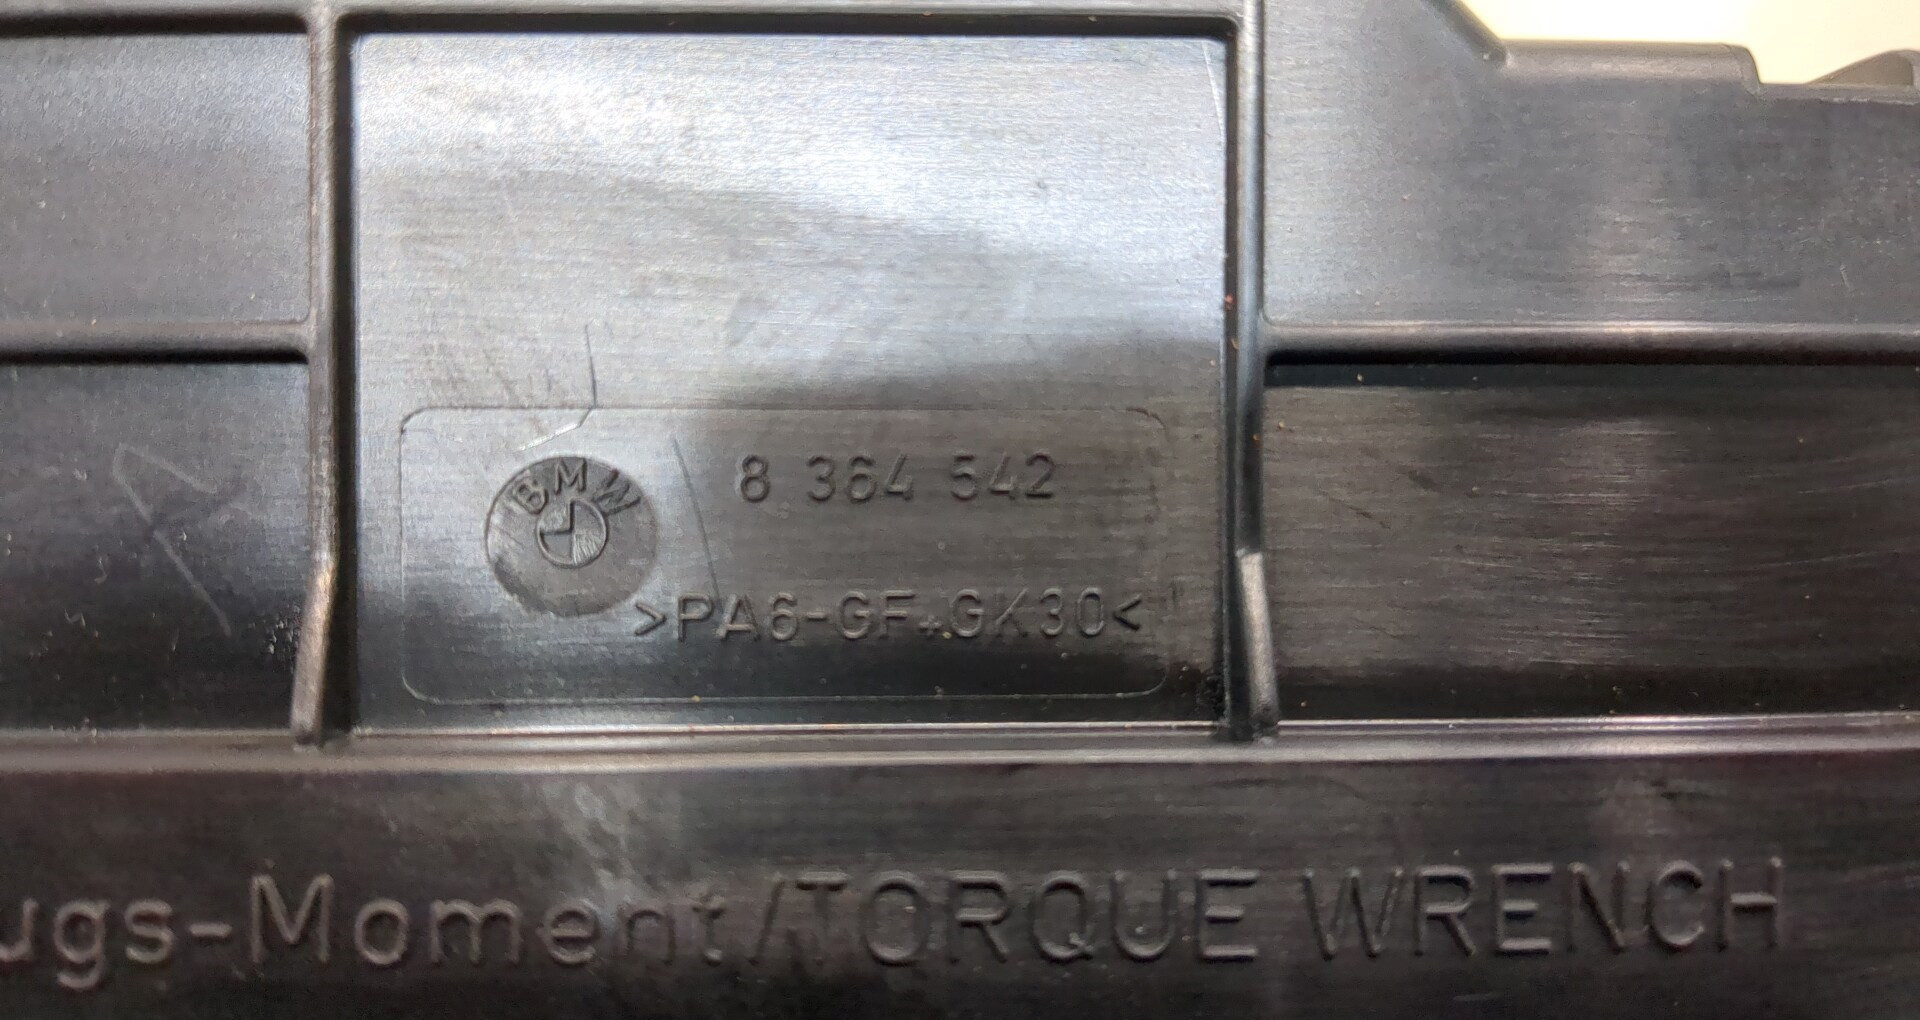 BMW
8 364 542
>PA6-GF+GK30<
ugs-Moment/TORQUE WRENCH